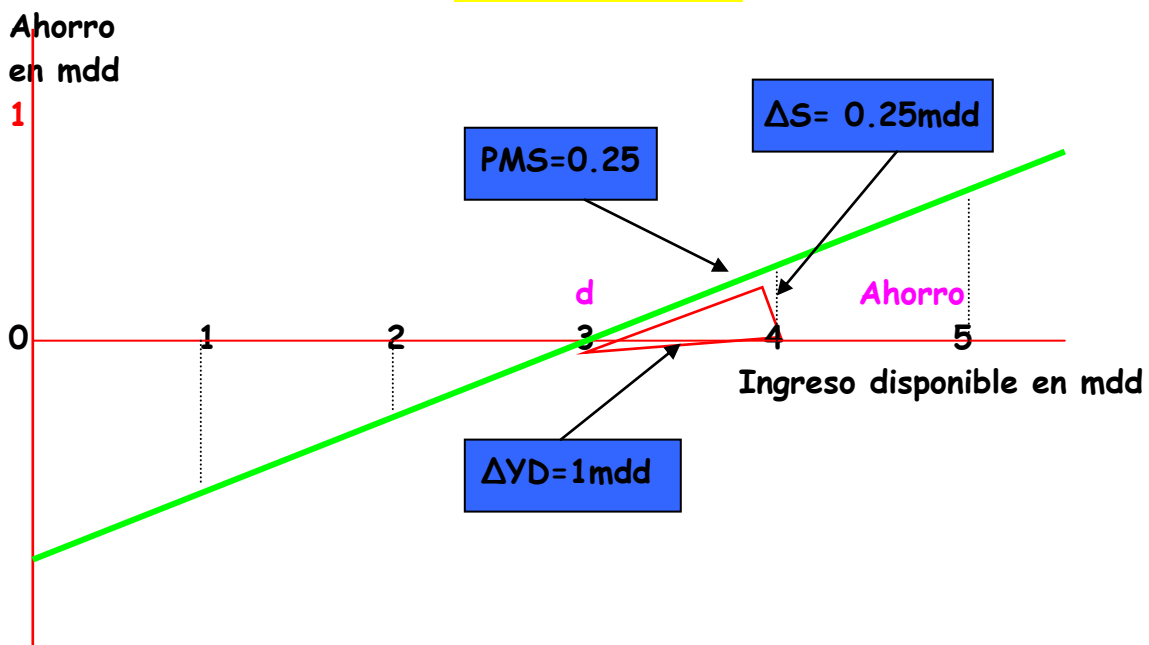 Ahorro
en mdd
1
ΔS= 0.25mdd
PMS=0.25
d
Ahorro
0
1
2
3
4
5
Ingreso disponible en mdd
ΔYD=1mdd